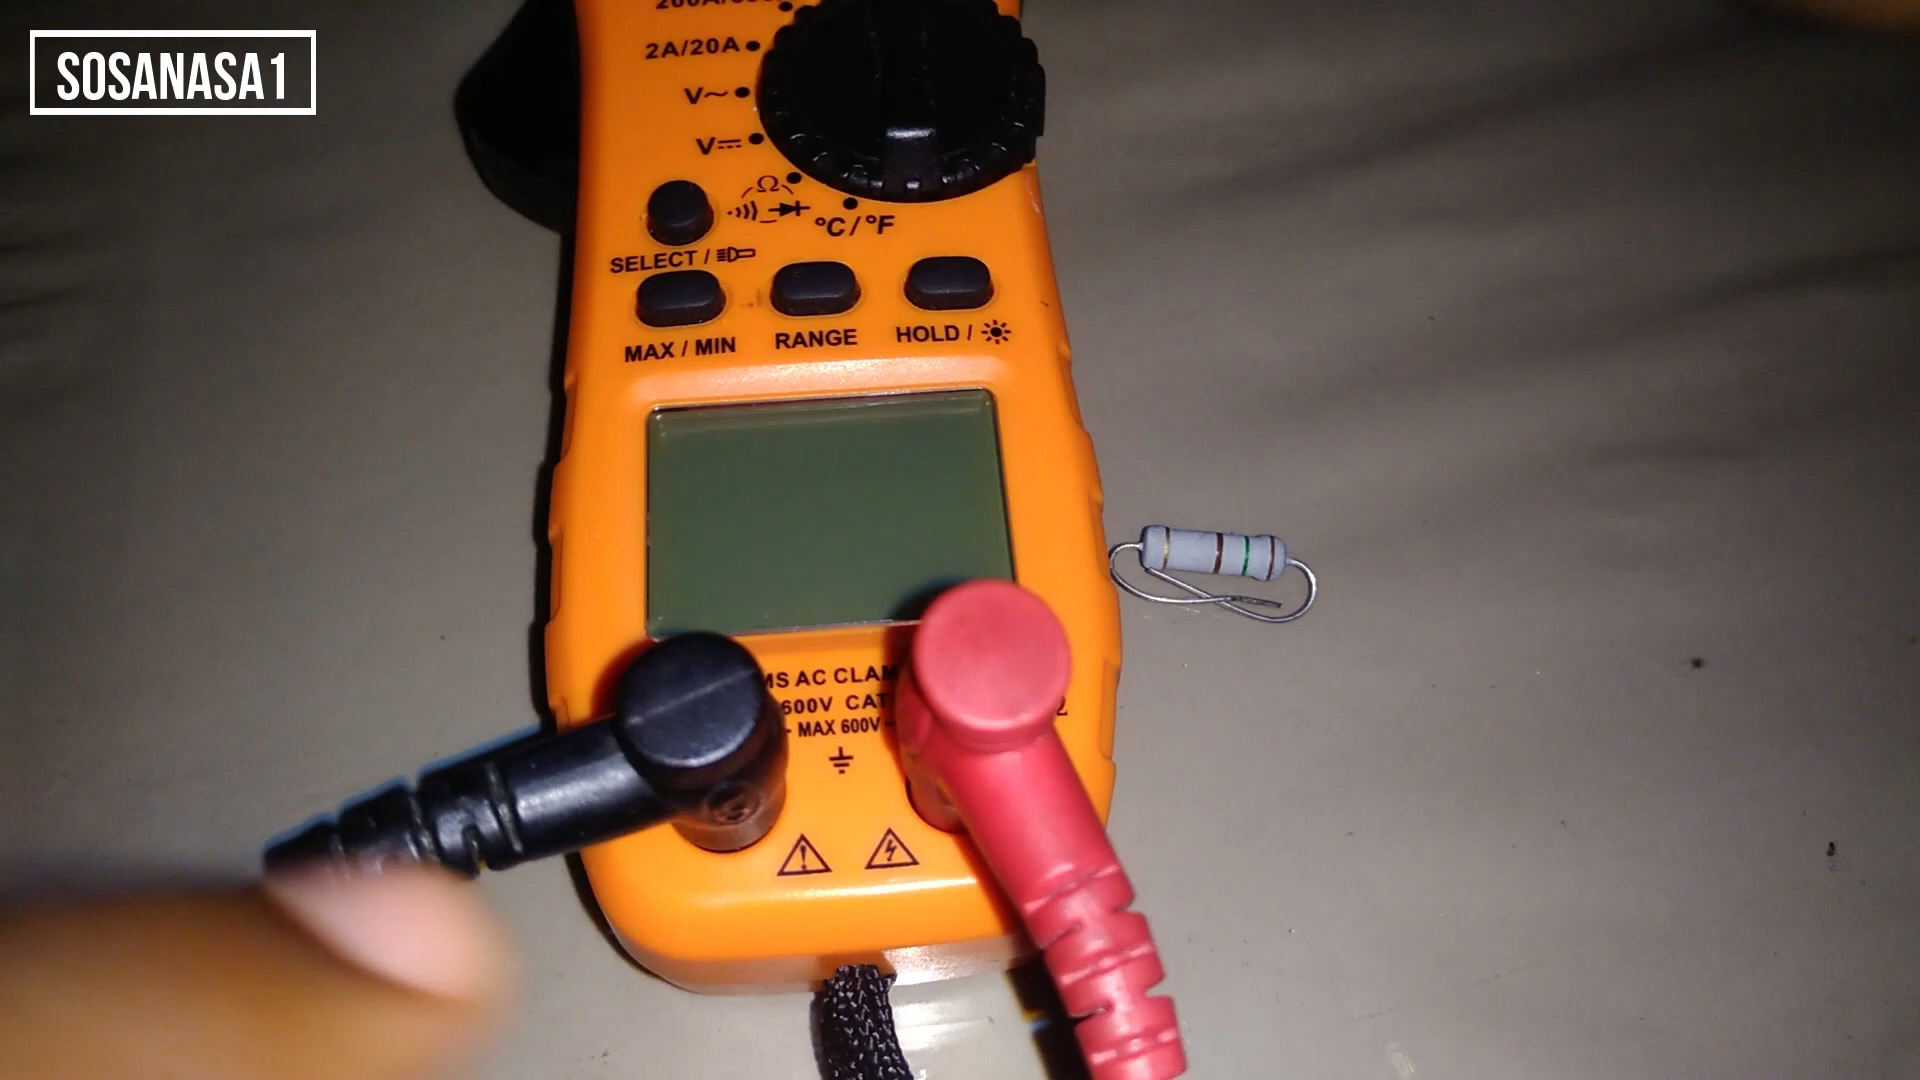 SOSANASA1
2A/20A
V~
V⎓
Ω
°C/°F
SELECT /
MAX / MIN
RANGE
HOLD /
MS AC CLAM
600V CAT
MAX 600V